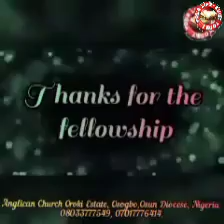 Thanks for the
fellowship
Anglican Church Oroki Estate, Osogbo, Osun Diocese, Nigeria
08033777549, 07017776414